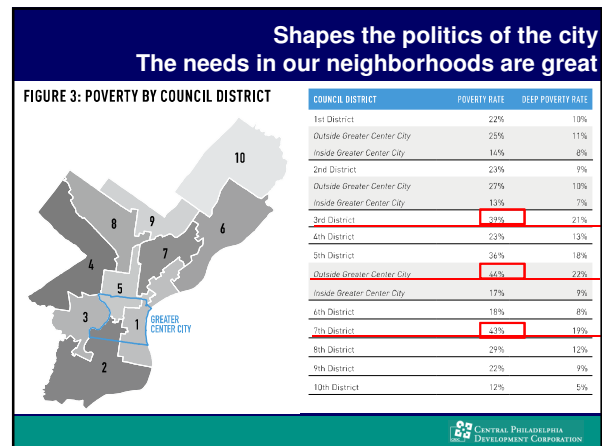 Shapes the politics of the city
The needs in our neighborhoods are great
FIGURE 3: POVERTY BY COUNCIL DISTRICT
10
9
8
6
7
4
5
3
1
GREATER
CENTER CITY
2
COUNCIL DISTRICT POVERTY RATE DEEP POVERTY RATE
1st District 22% 10%
Outside Greater Center City 25% 11%
Inside Greater Center City 14% 8%
2nd District 23% 9%
Outside Greater Center City 27% 10%
Inside Greater Center City 13% 7%
3rd District 39% 21%
4th District 23% 13%
5th District 36% 18%
Outside Greater Center City 44% 22%
Inside Greater Center City 17% 9%
6th District 18% 8%
7th District 43% 19%
8th District 29% 12%
9th District 22% 9%
10th District 12% 5%
CENTRAL PHILADELPHIA
DEVELOPMENT CORPORATION